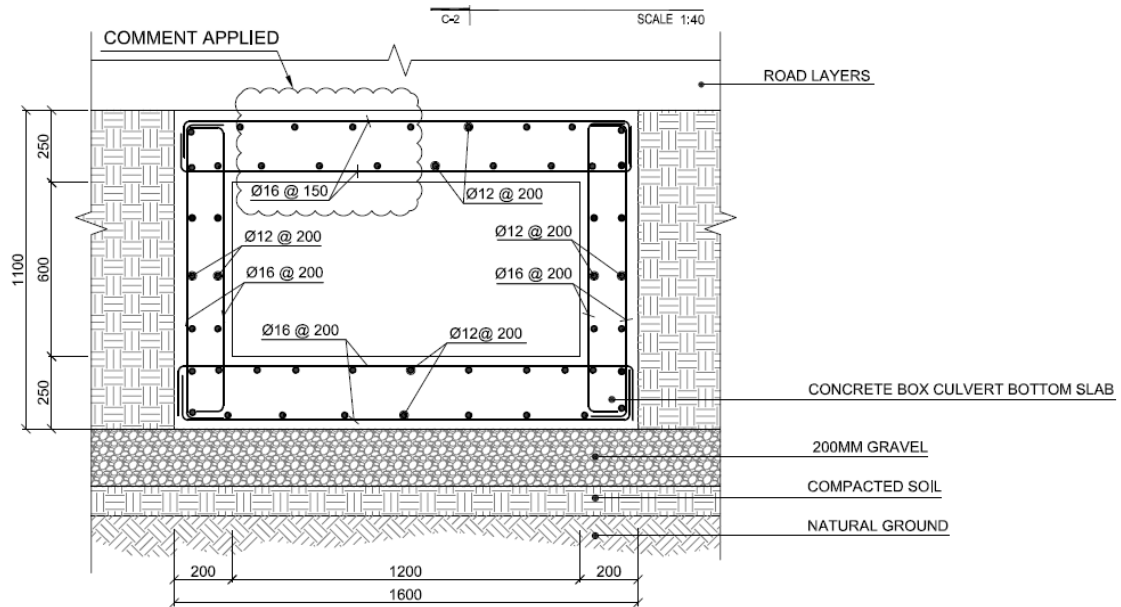 C-2
SCALE 1:40
COMMENT APPLIED
ROAD LAYERS
250
Ø16 @ 150
Ø12 @ 200
Ø12 @ 200
Ø12 @ 200
1100
600
Ø16 @ 200
Ø16 @ 200
Ø16 @ 200
Ø12@ 200
250
CONCRETE BOX CULVERT BOTTOM SLAB
200MM GRAVEL
COMPACTED SOIL
NATURAL GROUND
200
1200
200
1600